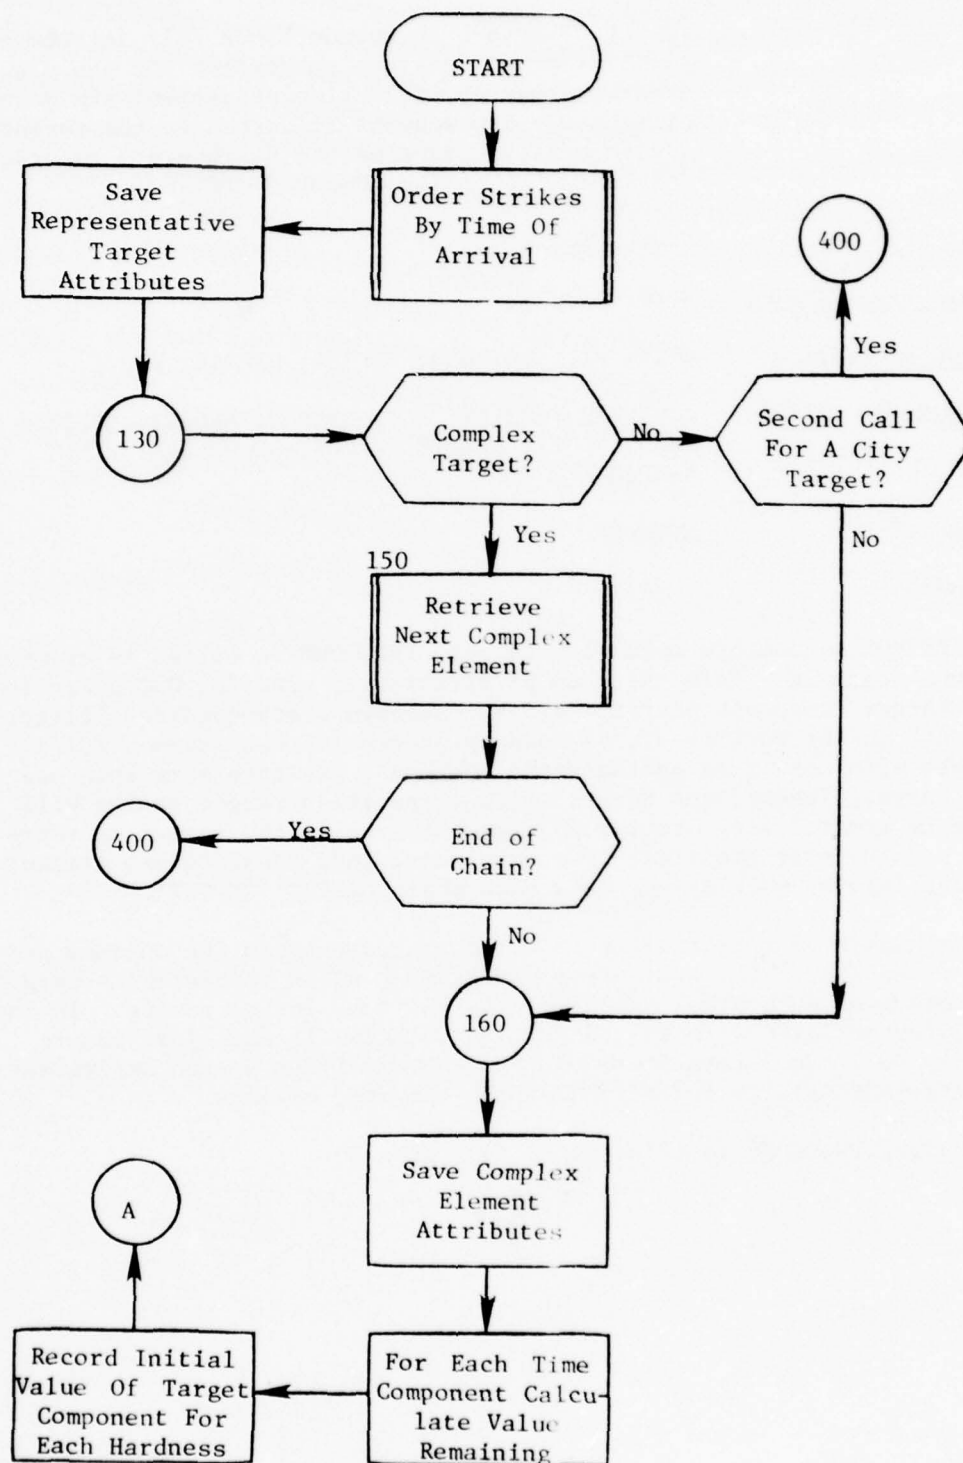 START
Order Strikes
By Time Of
Arrival
Save
Representative
Target
Attributes
400
Yes
130
Complex
Target?
No
Second Call
For A City
Target?
Yes
No
150
Retrieve
Next Complex
Element
400
Yes
End of
Chain?
No
160
Save Complex
Element
Attributes
A
Record Initial
Value Of Target
Component For
Each Hardness
For Each Time
Component Calcu-
late Value
Remaining